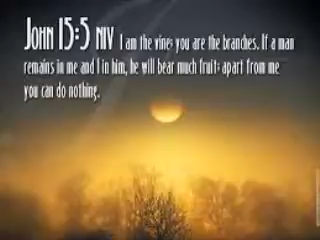 John 15:5 NIV I am the vine; you are the branches. If a man
remains in me and I in him, he will bear much fruit; apart from me
you can do nothing.